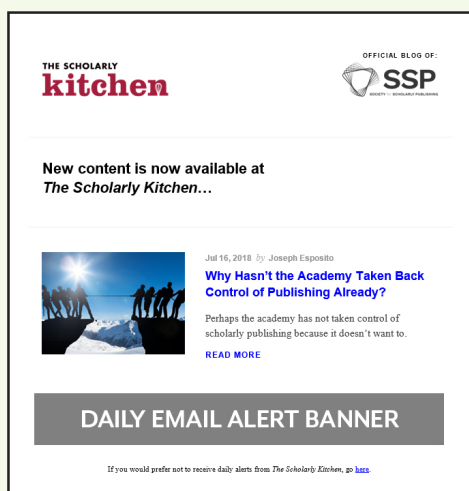 THE SCHOLARLY
kitchen
OFFICIAL BLOG OF:
SSP
SOCIETY for SCHOLARLY PUBLISHING
New content is now available at
The Scholarly Kitchen…
Jul 16, 2018 by Joseph Esposito
Why Hasn't the Academy Taken Back
Control of Publishing Already?
Perhaps the academy has not taken control of
scholarly publishing because it doesn't want to.
READ MORE
DAILY EMAIL ALERT BANNER
If you would prefer not to receive daily alerts from The Scholarly Kitchen, go here.